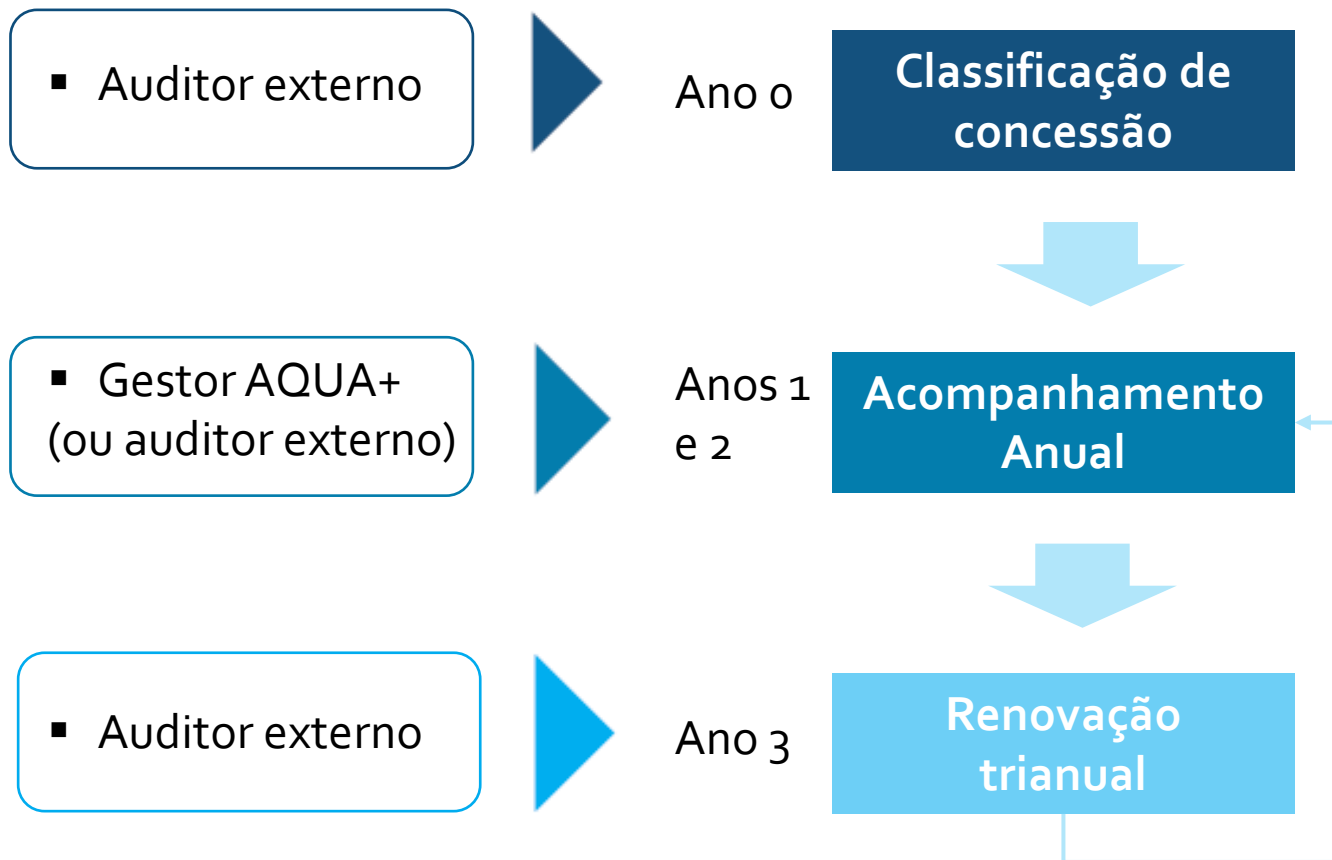 ▪ Auditor externo
Ano 0
Classificação de
concessão
▪ Gestor AQUA+
(ou auditor externo)
Anos 1
e 2
Acompanhamento
Anual
▪ Auditor externo
Ano 3
Renovação
trianual